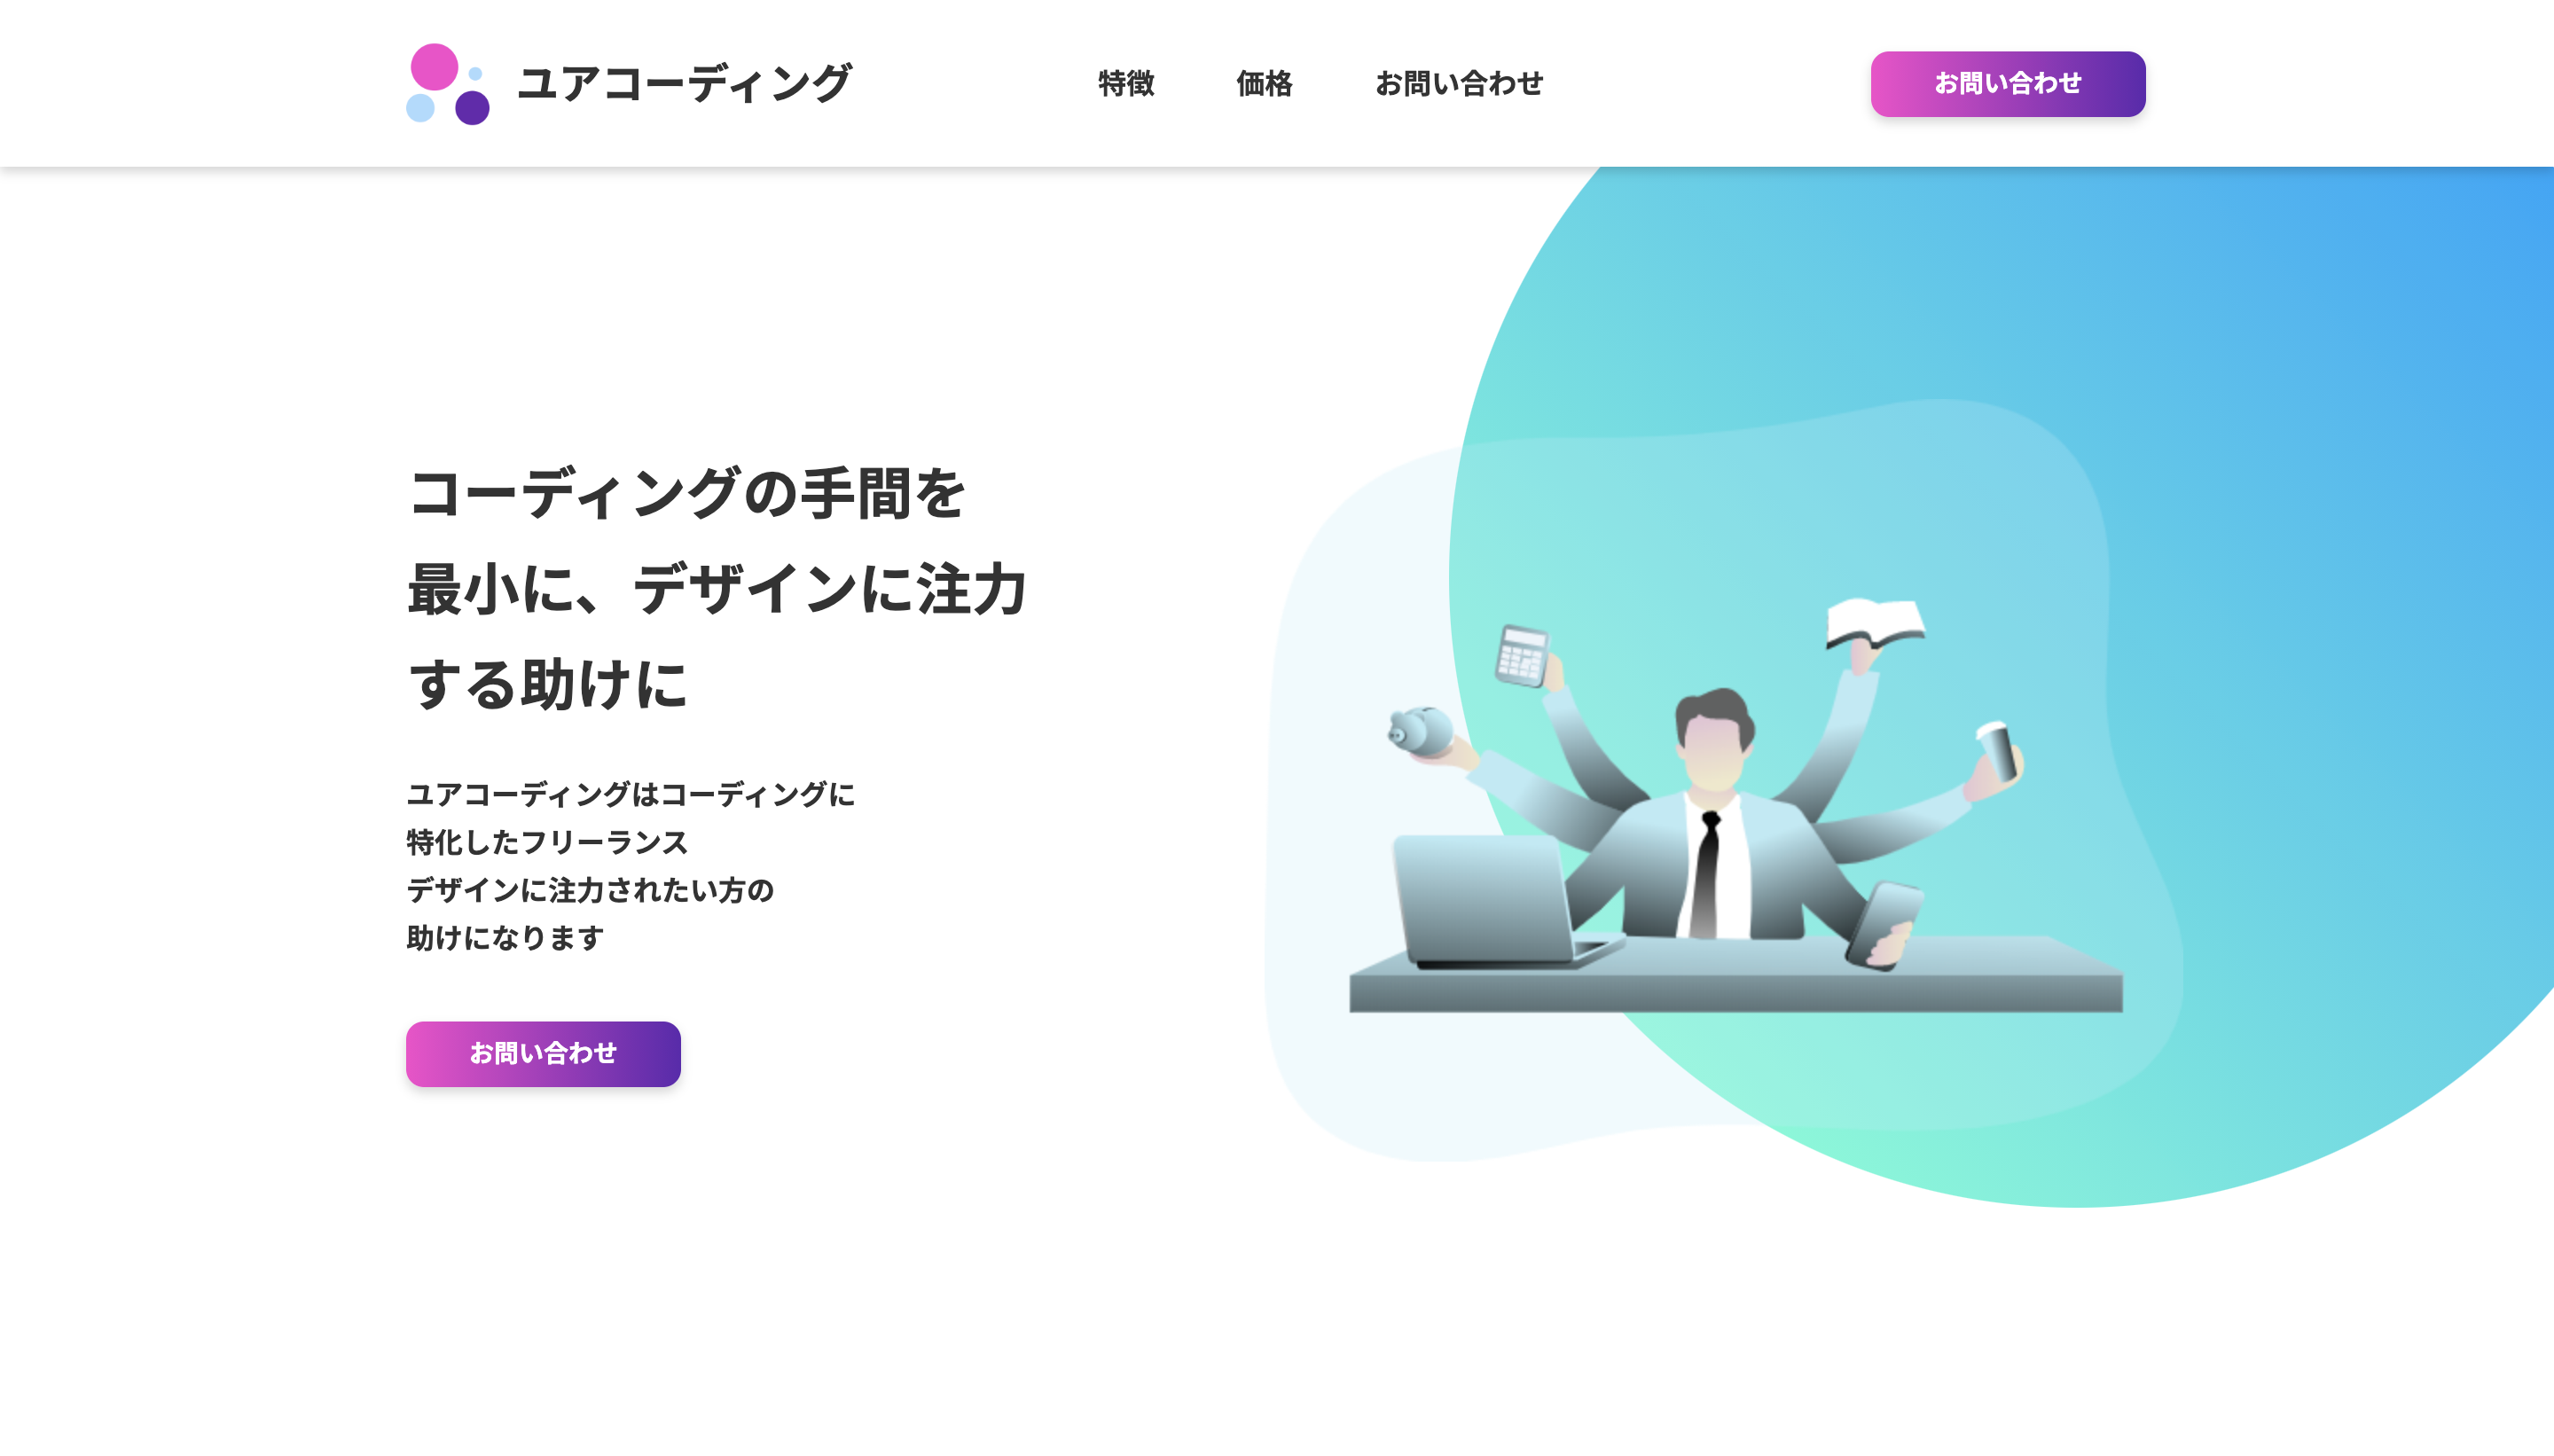 ユアコーディング
特徴
価格
お問い合わせ
お問い合わせ
コーディングの手間を
最小に、デザインに注力
する助けに
ユアコーディングはコーディングに
特化したフリーランス
デザインに注力されたい方の
助けになります
お問い合わせ